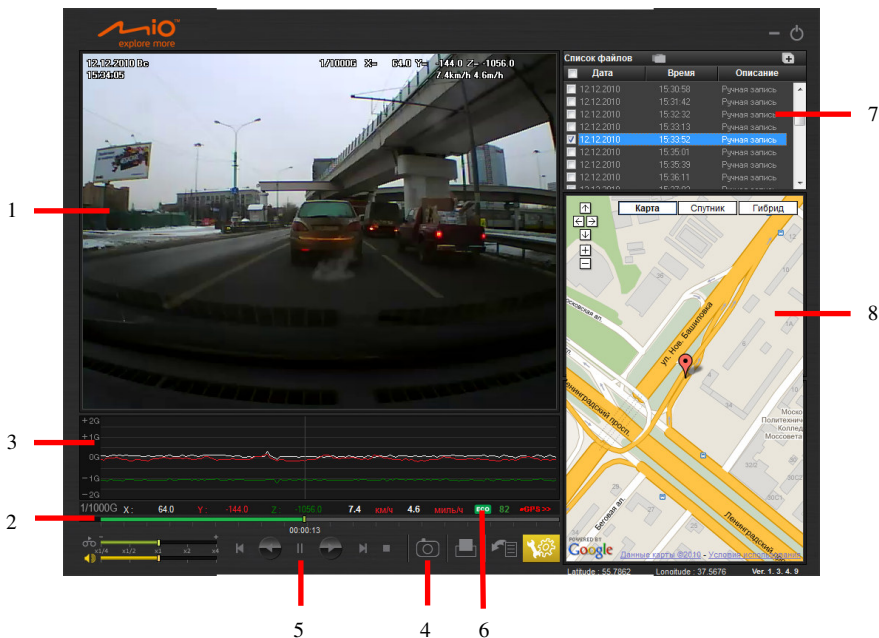 Mio™
explore more
12.12.2010 Вс
15:34:05
1/1000G X= 64.0 Y= -144.0 Z= -1056.0
7.4km/h 4.6m/h
Список файлов
Дата Время Описание
12.12.2010 15:30:58 Ручная запись
12.12.2010 15:31:42 Ручная запись
12.12.2010 15:32:32 Ручная запись
12.12.2010 15:33:13 Ручная запись
12.12.2010 15:33:52 Ручная запись
12.12.2010 15:35:01 Ручная запись
12.12.2010 15:35:39 Ручная запись
12.12.2010 15:36:11 Ручная запись
7
1
Карта Спутник Гибрид
12
10
8
1А
ул. Нов. Башиловка
Ленинградский просп.
Моско
Политехнич
Коллед
Моссовета
Беговая ал.
Ленинградский
POWERED BY
Google
Данные карты ©2010 - Условия использования
Latitude : 55.7862 Longitude : 37.5676 Ver. 1. 3. 4. 9
3
+2G
+1G
0G
-1G
-2G
2
1/1000G X : 64.0 Y : -144.0 Z : -1056.0 7.4 км/ч 4.6 миль/ч eco 82 «GPS >>
00:00:13
x1/4 x1/2 x1 x2 x4
5 4 6